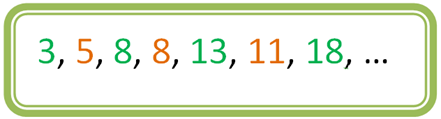 3, 5, 8, 8, 13, 11, 18, ...